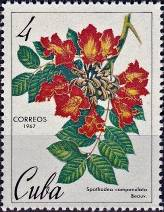 4
CORREOS
1967
Spathodea campanulata
Beauv.
Cuba